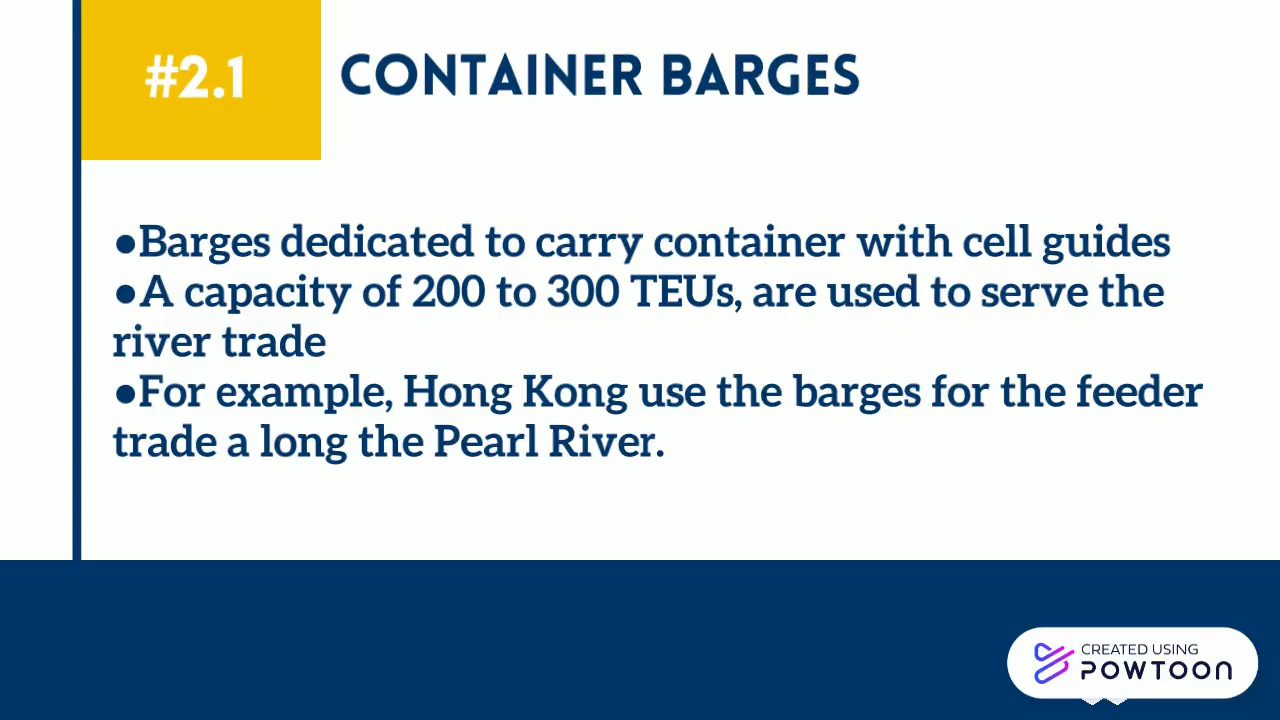 #2.1
CONTAINER BARGES
●Barges dedicated to carry container with cell guides
●A capacity of 200 to 300 TEUs, are used to serve the
river trade
●For example, Hong Kong use the barges for the feeder
trade a long the Pearl River.
CREATED USING
POWTOON